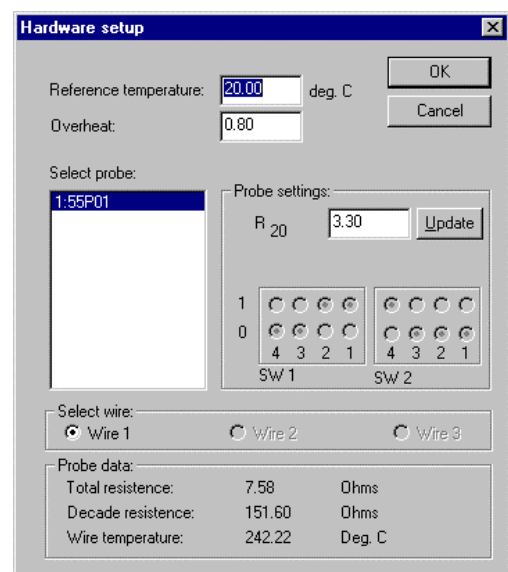 Hardware setup
Reference temperature: 20.00 deg. C
OK
Overheat: 0.80
Cancel
Select probe:
1:55P01
Probe settings:
R 20 3.30 Update
1
0
4 3 2 1 4 3 2 1
SW 1 SW 2
Select wire:
Wire 1 Wire 2 Wire 3
Probe data:
Total resistence: 7.58 Ohms
Decade resistence: 151.60 Ohms
Wire temperature: 242.22 Deg. C